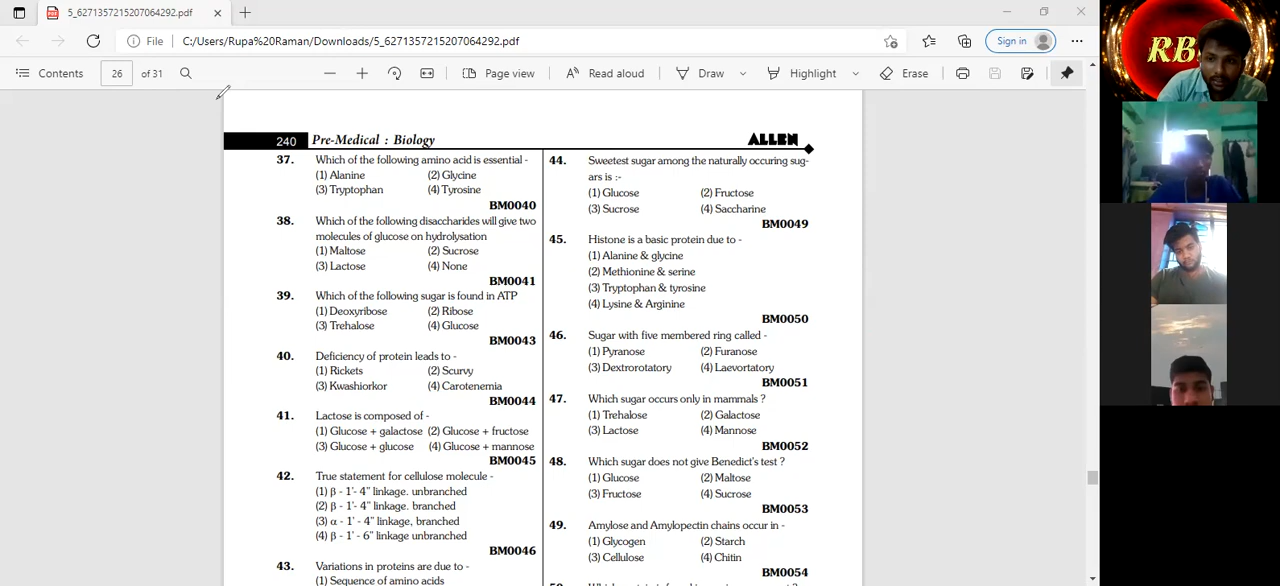 5_6271357215207064292.pdf
File
C:/Users/Rupa%20Raman/Downloads/5_6271357215207064292.pdf
Sign in
Contents
26
of 31
Page view
Read aloud
Draw
Highlight
Erase
240
Pre-Medical : Biology
ALLEN
37. Which of the following amino acid is essential -
(1) Alanine (2) Glycine
(3) Tryptophan (4) Tyrosine
BM0040
38. Which of the following disaccharides will give two
molecules of glucose on hydrolysation
(1) Maltose (2) Sucrose
(3) Lactose (4) None
BM0041
39. Which of the following sugar is found in ATP
(1) Deoxyribose (2) Ribose
(3) Trehalose (4) Glucose
BM0043
40. Deficiency of protein leads to -
(1) Rickets (2) Scurvy
(3) Kwashiorkor (4) Carotenemia
BM0044
41. Lactose is composed of -
(1) Glucose + galactose (2) Glucose + fructose
(3) Glucose + glucose (4) Glucose + mannose
BM0045
42. True statement for cellulose molecule -
(1) β - 1'- 4" linkage. unbranched
(2) β - 1'- 4" linkage. branched
(3) α - 1' - 4" linkage, branched
(4) β - 1' - 6" linkage unbranched
BM0046
43. Variations in proteins are due to -
(1) Sequence of amino acids
44. Sweetest sugar among the naturally occuring sug-
ars is :-
(1) Glucose (2) Fructose
(3) Sucrose (4) Saccharine
BM0049
45. Histone is a basic protein due to -
(1) Alanine & glycine
(2) Methionine & serine
(3) Tryptophan & tyrosine
(4) Lysine & Arginine
BM0050
46. Sugar with five membered ring called -
(1) Pyranose (2) Furanose
(3) Dextrorotatory (4) Laevortatory
BM0051
47. Which sugar occurs only in mammals ?
(1) Trehalose (2) Galactose
(3) Lactose (4) Mannose
BM0052
48. Which sugar does not give Benedict's test ?
(1) Glucose (2) Maltose
(3) Fructose (4) Sucrose
BM0053
49. Amylose and Amylopectin chains occur in -
(1) Glycogen (2) Starch
(3) Cellulose (4) Chitin
BM0054